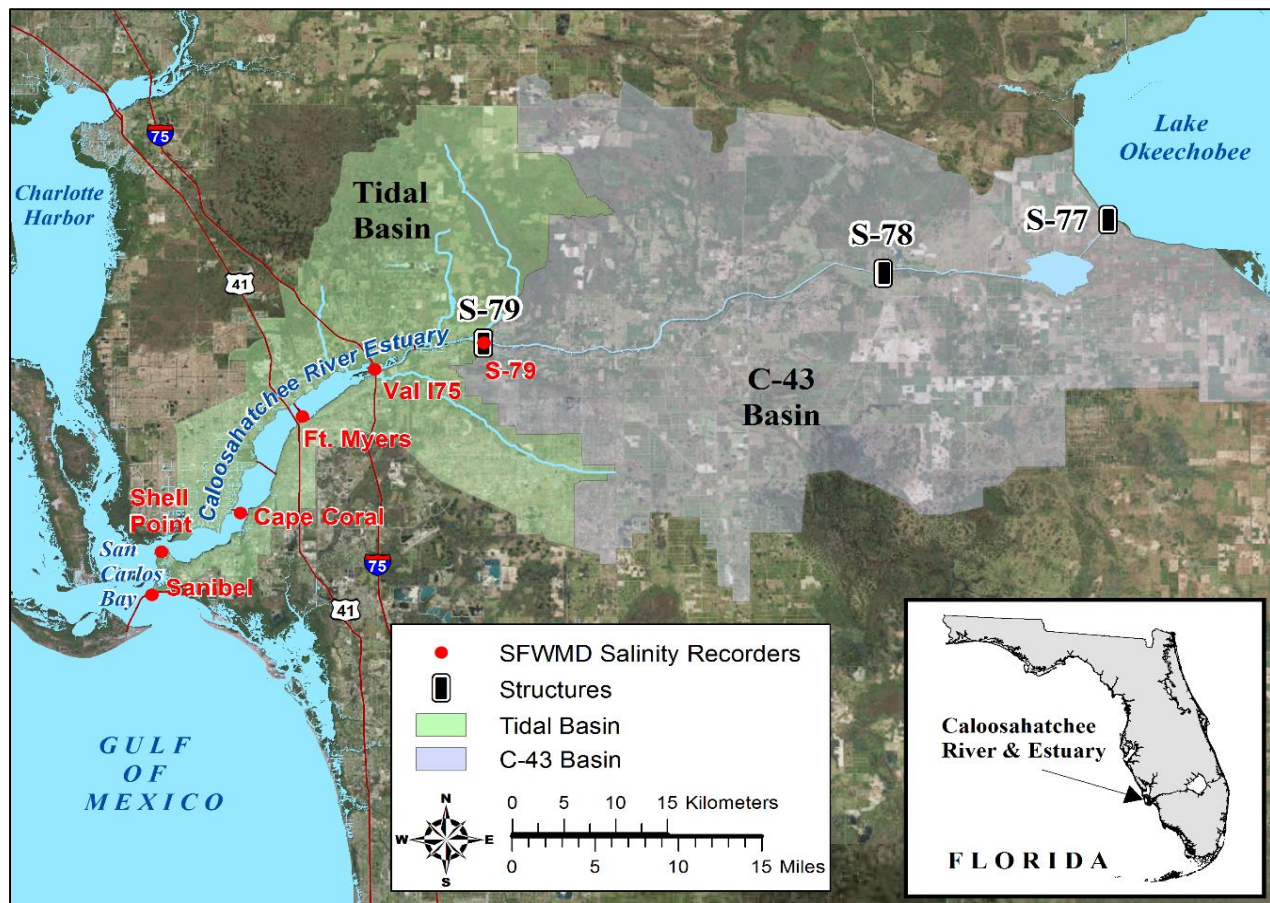 75
Lake
Okeechobee
Charlotte
Harbor
Tidal
Basin
S-77
S-78
41
S-79
S-79
Caloosahatchee River Estuary
Val I75
C-43
Basin
Ft. Myers
Shell
Point
Cape Coral
San
Carlos
Bay
Sanibel
75
41
SFWMD Salinity Recorders
Structures
Tidal Basin
C-43 Basin
GULF
OF
MEXICO
N
W E
S
0 5 10 15 Kilometers
0 5 10 15 Miles
Caloosahatchee
River & Estuary
FLORIDA